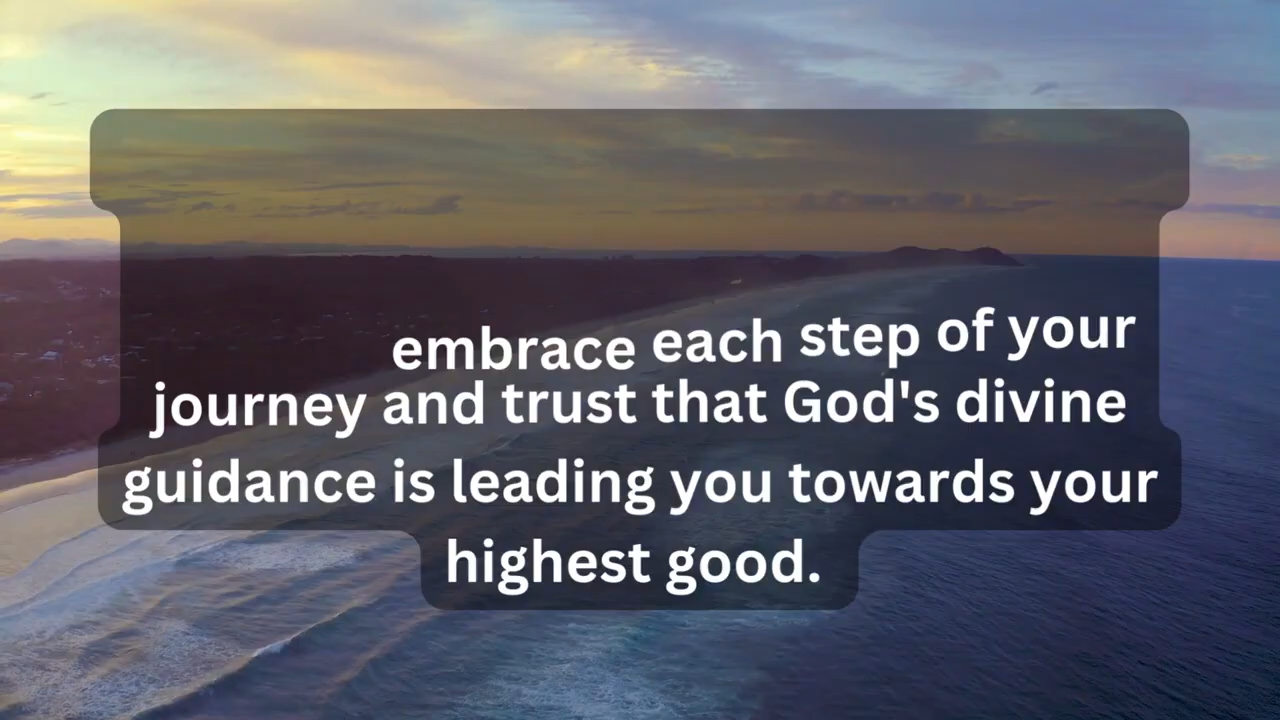 embrace each step of your
journey and trust that God's divine
guidance is leading you towards your
highest good.